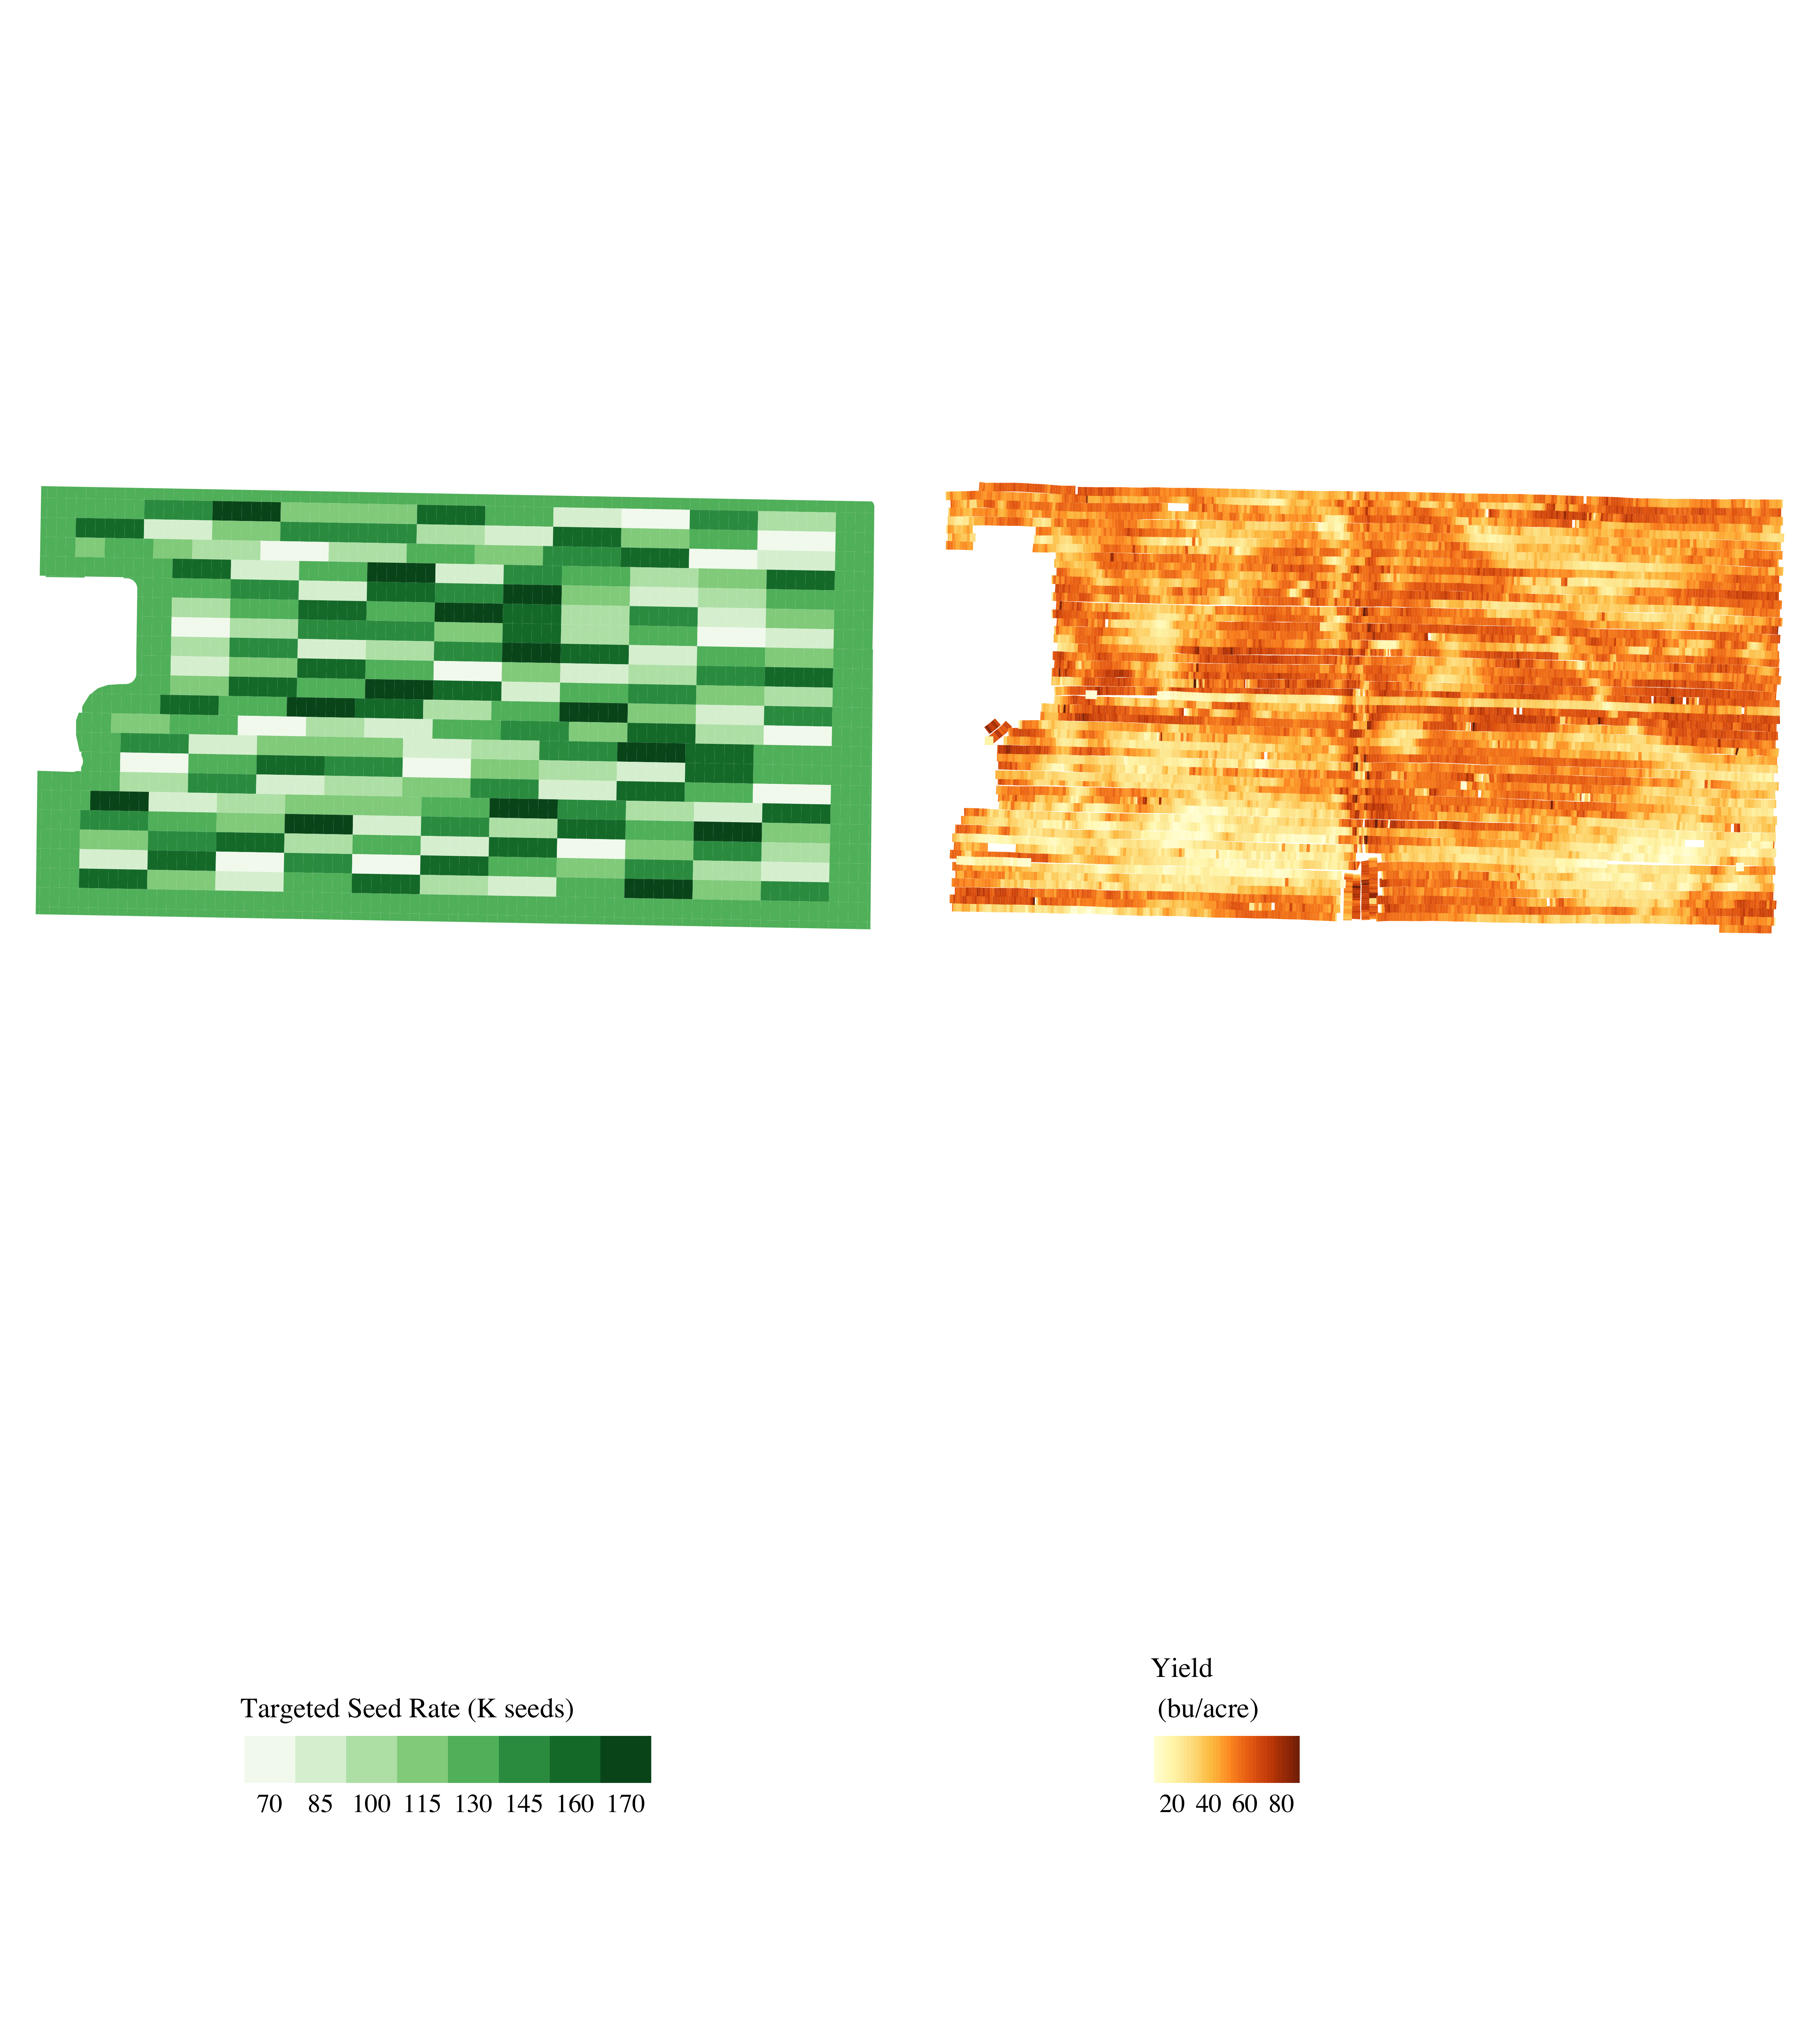 Targeted Seed Rate (K seeds)
70 85 100 115 130 145 160 170
Yield
(bu/acre)
20 40 60 80